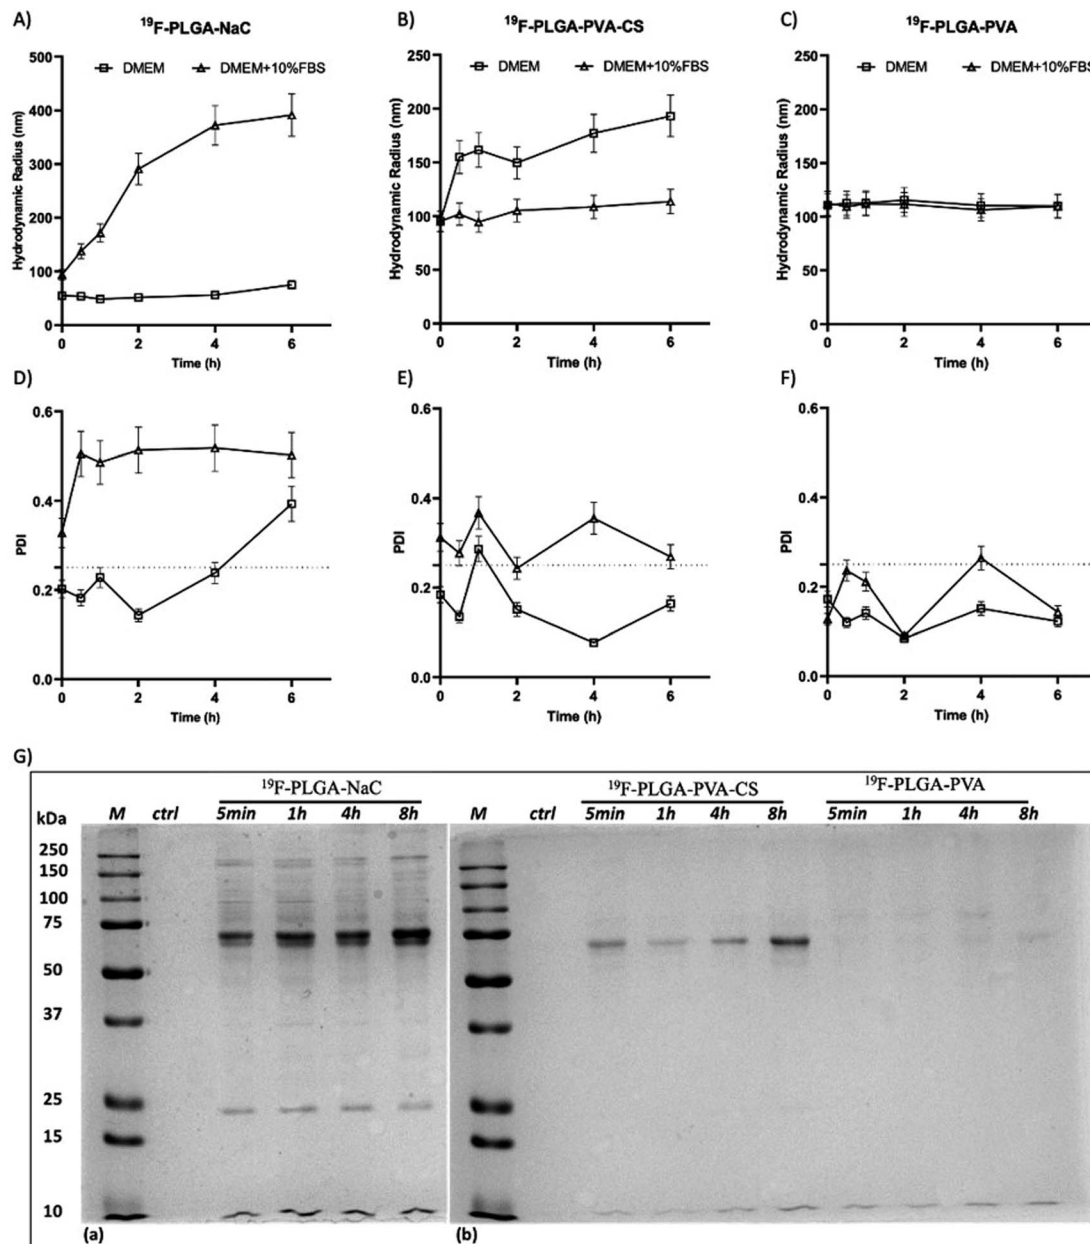 A)
¹⁹F-PLGA-NaC
DMEM DMEM+10%FBS
500
400
300
200
100
0
Hydrodynamic Radius (nm)
0 2 4 6
Time (h)
B)
¹⁹F-PLGA-PVA-CS
DMEM DMEM+10%FBS
250
200
150
100
50
0
Hydrodynamic Radius (nm)
0 2 4 6
Time (h)
C)
¹⁹F-PLGA-PVA
DMEM DMEM+10%FBS
250
200
150
100
50
0
Hydrodynamic Radius (nm)
0 2 4 6
Time (h)
D)
0.6
0.4
0.2
0.0
PDI
0 2 4 6
Time (h)
E)
0.6
0.4
0.2
0.0
PDI
0 2 4 6
Time (h)
F)
0.6
0.4
0.2
0.0
PDI
0 2 4 6
Time (h)
G)
¹⁹F-PLGA-NaC ¹⁹F-PLGA-PVA-CS ¹⁹F-PLGA-PVA
kDa M ctrl 5min 1h 4h 8h M ctrl 5min 1h 4h 8h 5min 1h 4h 8h
250
150
100
75
50
37
25
15
10
(a) (b)